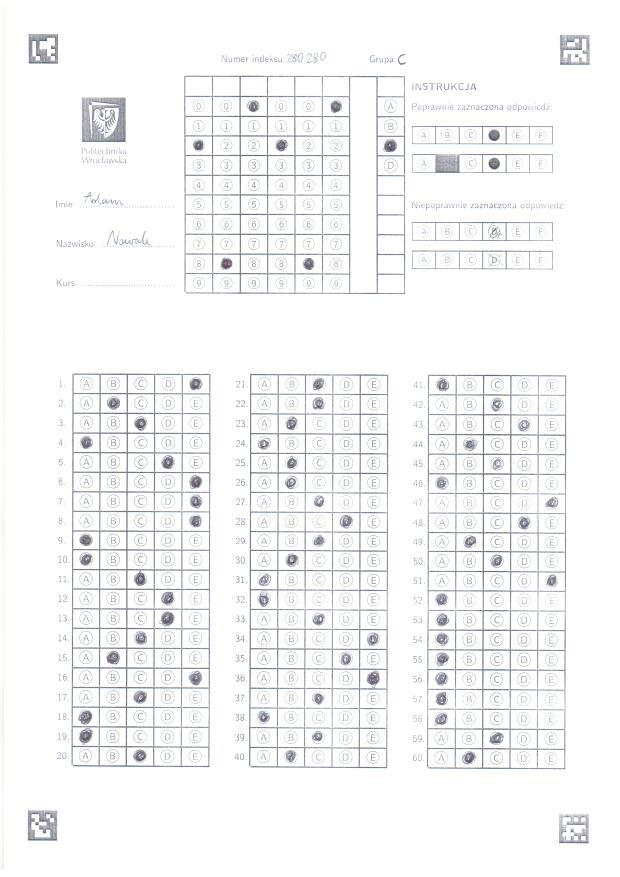 Numer indeksu: 280 280 Grupa: C
INSTRUKCJA
Poprawnie zaznaczona odpowiedź:
A B C E F
A C E F
Niepoprawnie zaznaczona odpowiedź:
A B C E F
A B C D E F
Politechnika
Wrocławska
Imię: Adam
Nazwisko: Nowak
Kurs:
0 0 0 0 A
1 1 1 1 1 1 B
2 2 2 2
3 3 3 3 3 3 D
4 4 4 4 4 4
5 5 5 5 5 5
6 6 6 6 6 6
7 7 7 7 7 7
8 8 8 8
9 9 9 9 9 9
1. A B C D
2. A C D E
3. A B D E
4. B C D E
5. A B C E
6. A B C D
7. A B C D
8. A B C D
9. B C D E
10. B C D E
11. A B D E
12. A B C E
13. A B C E
14. A B D E
15. A C D E
16. A B C D
17. A B D E
18. B C D E
19. B C D E
20. A B D E
21. A B D E
22. A B D E
23. A C D E
24. B C D E
25. A C D E
26. A C D E
27. A B D E
28. A B C E
29. A B D E
30. A C D E
31. B C D E
32. B C D E
33. A B D E
34. A B C D
35. A B C E
36. A B C D
37. A B D E
38. B C D E
39. A B D E
40. A C D E
41. B C D E
42. A B D E
43. A B C E
44. A C D E
45. A B D E
46. B C D E
47. A B C D
48. A B C E
49. A C D E
50. A B D E
51. A B C D
52. B C D E
53. B C D E
54. B C D E
55. B C D E
56. B C D E
57. B C D E
58. B C D E
59. A B D E
60. A C D E